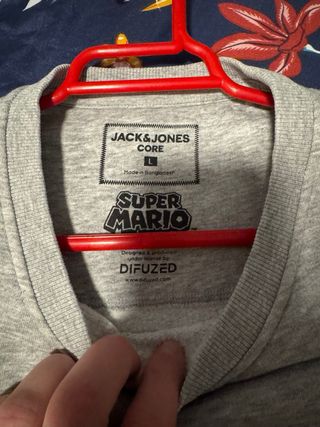 JACK&JONES
CORE
L
Made in Bangladesh
SUPER
MARIO
Designed & produced
under license by
DIFUZED
www.difuzed.com